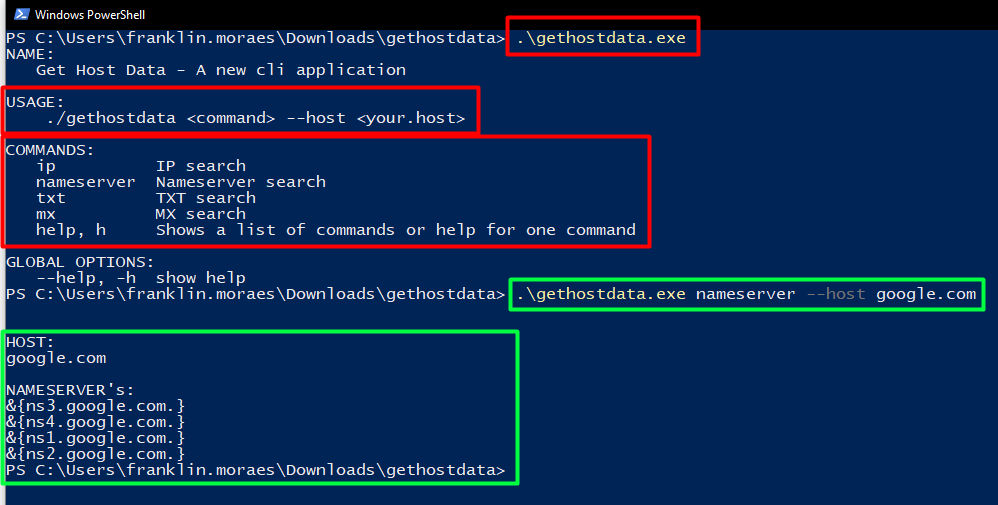 Windows PowerShell
PS C:\Users\franklin.moraes\Downloads\gethostdata> .\gethostdata.exe
NAME:
   Get Host Data - A new cli application

USAGE:
    ./gethostdata <command> --host <your.host>

COMMANDS:
   ip          IP search
   nameserver  Nameserver search
   txt         TXT search
   mx          MX search
   help, h     Shows a list of commands or help for one command

GLOBAL OPTIONS:
   --help, -h  show help
PS C:\Users\franklin.moraes\Downloads\gethostdata> .\gethostdata.exe nameserver --host google.com

HOST:
google.com

NAMESERVER's:
&{ns3.google.com.}
&{ns4.google.com.}
&{ns1.google.com.}
&{ns2.google.com.}
PS C:\Users\franklin.moraes\Downloads\gethostdata>